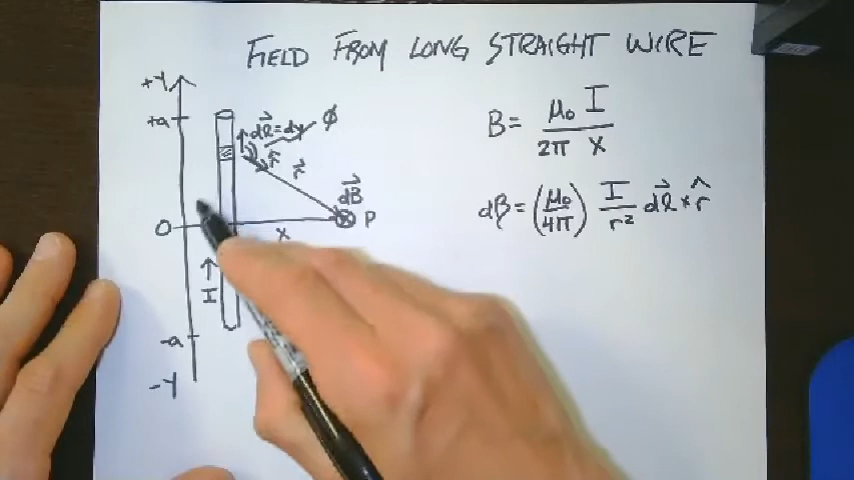 FIELD FROM LONG STRAIGHT WIRE
+Y
+a
dl⃗ = dy
φ
r̂
r⃗
dB⃗
0
x
P
I
-a
-Y
B = μ₀ I / 2π x
dB = (μ₀/4π) I/r² dl⃗ × r̂